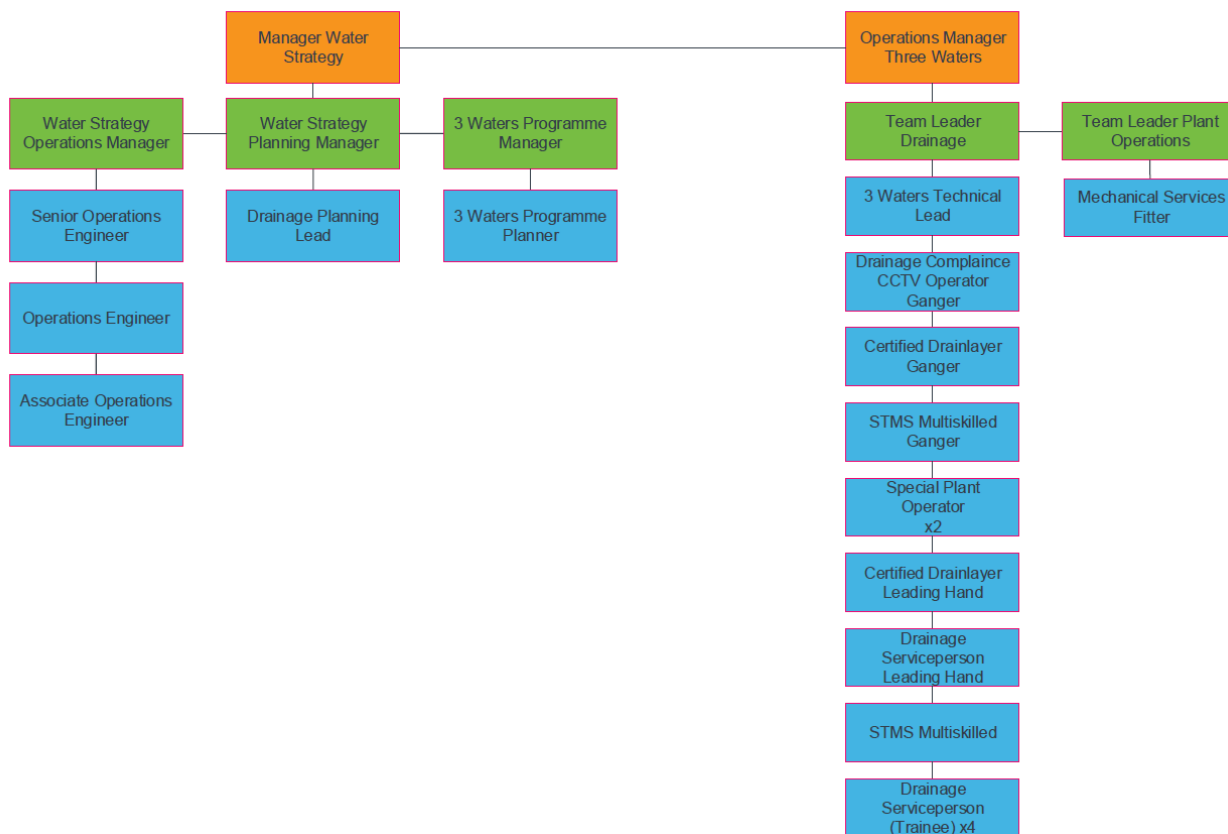 Manager Water
Strategy
Operations Manager
Three Waters
Water Strategy
Operations Manager
Water Strategy
Planning Manager
3 Waters Programme
Manager
Team Leader
Drainage
Team Leader Plant
Operations
Senior Operations
Engineer
Drainage Planning
Lead
3 Waters Programme
Planner
3 Waters Technical
Lead
Mechanical Services
Fitter
Operations Engineer
Associate Operations
Engineer
Drainage Complaince
CCTV Operator
Ganger
Certified Drainlayer
Ganger
STMS Multiskilled
Ganger
Special Plant
Operator
x2
Certified Drainlayer
Leading Hand
Drainage
Serviceperson
Leading Hand
STMS Multiskilled
Drainage
Serviceperson
(Trainee) x4